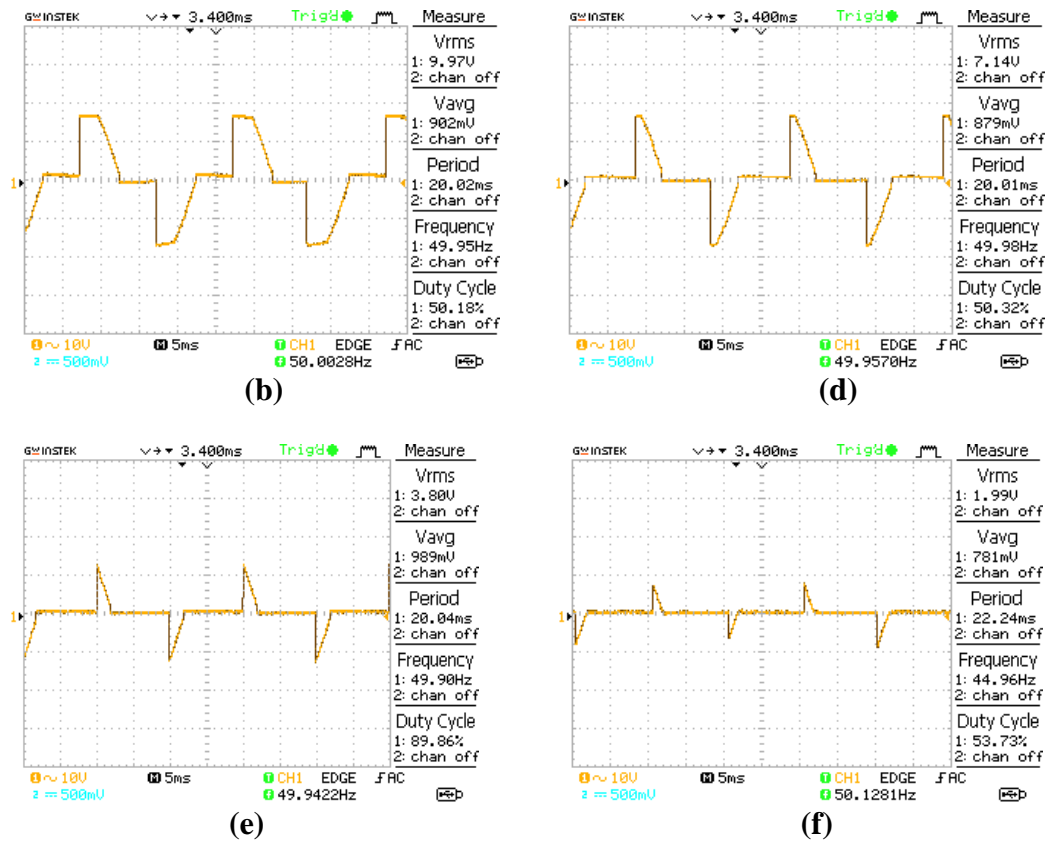 GWINSTEK 3.400ms Trig'd Measure
Vrms
1: 9.97V
2: chan off
Vavg
1: 902mV
2: chan off
Period
1: 20.02ms
2: chan off
Frequency
1: 49.95Hz
2: chan off
Duty Cycle
1: 50.18%
2: chan off
1
1 ~ 10V M 5ms T CH1 EDGE AC
2 500mV f 50.0028Hz
(b)
GWINSTEK 3.400ms Trig'd Measure
Vrms
1: 7.14V
2: chan off
Vavg
1: 879mV
2: chan off
Period
1: 20.01ms
2: chan off
Frequency
1: 49.98Hz
2: chan off
Duty Cycle
1: 50.32%
2: chan off
1
1 ~ 10V M 5ms T CH1 EDGE AC
2 500mV f 49.9570Hz
(d)
GWINSTEK 3.400ms Trig'd Measure
Vrms
1: 3.80V
2: chan off
Vavg
1: 989mV
2: chan off
Period
1: 20.04ms
2: chan off
Frequency
1: 49.90Hz
2: chan off
Duty Cycle
1: 89.86%
2: chan off
1
1 ~ 10V M 5ms T CH1 EDGE AC
2 500mV f 49.9422Hz
(e)
GWINSTEK 3.400ms Trig'd Measure
Vrms
1: 1.99V
2: chan off
Vavg
1: 781mV
2: chan off
Period
1: 22.24ms
2: chan off
Frequency
1: 44.96Hz
2: chan off
Duty Cycle
1: 53.73%
2: chan off
1
1 ~ 10V M 5ms T CH1 EDGE AC
2 500mV f 50.1281Hz
(f)